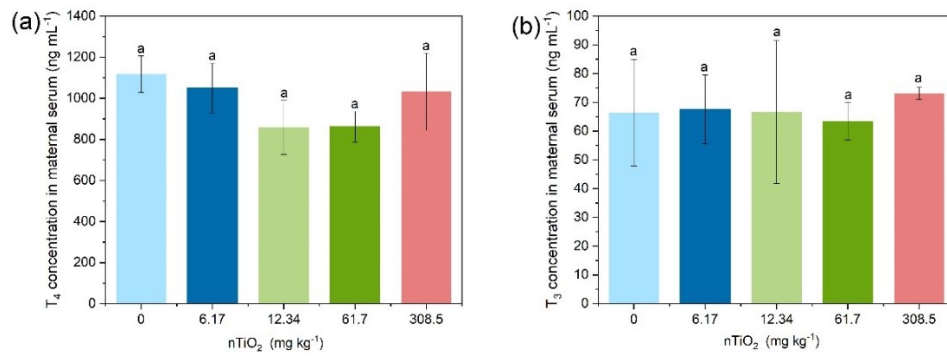 (a)
T₄ concentration in maternal serum (ng mL⁻¹)
1400
1200
1000
800
600
400
200
0
a
a
a
a
a
0 6.17 12.34 61.7 308.5
nTiO₂ (mg kg⁻¹)
(b)
T₃ concentration in maternal serum (ng mL⁻¹)
100
90
80
70
60
50
40
30
20
10
0
a
a
a
a
a
0 6.17 12.34 61.7 308.5
nTiO₂ (mg kg⁻¹)